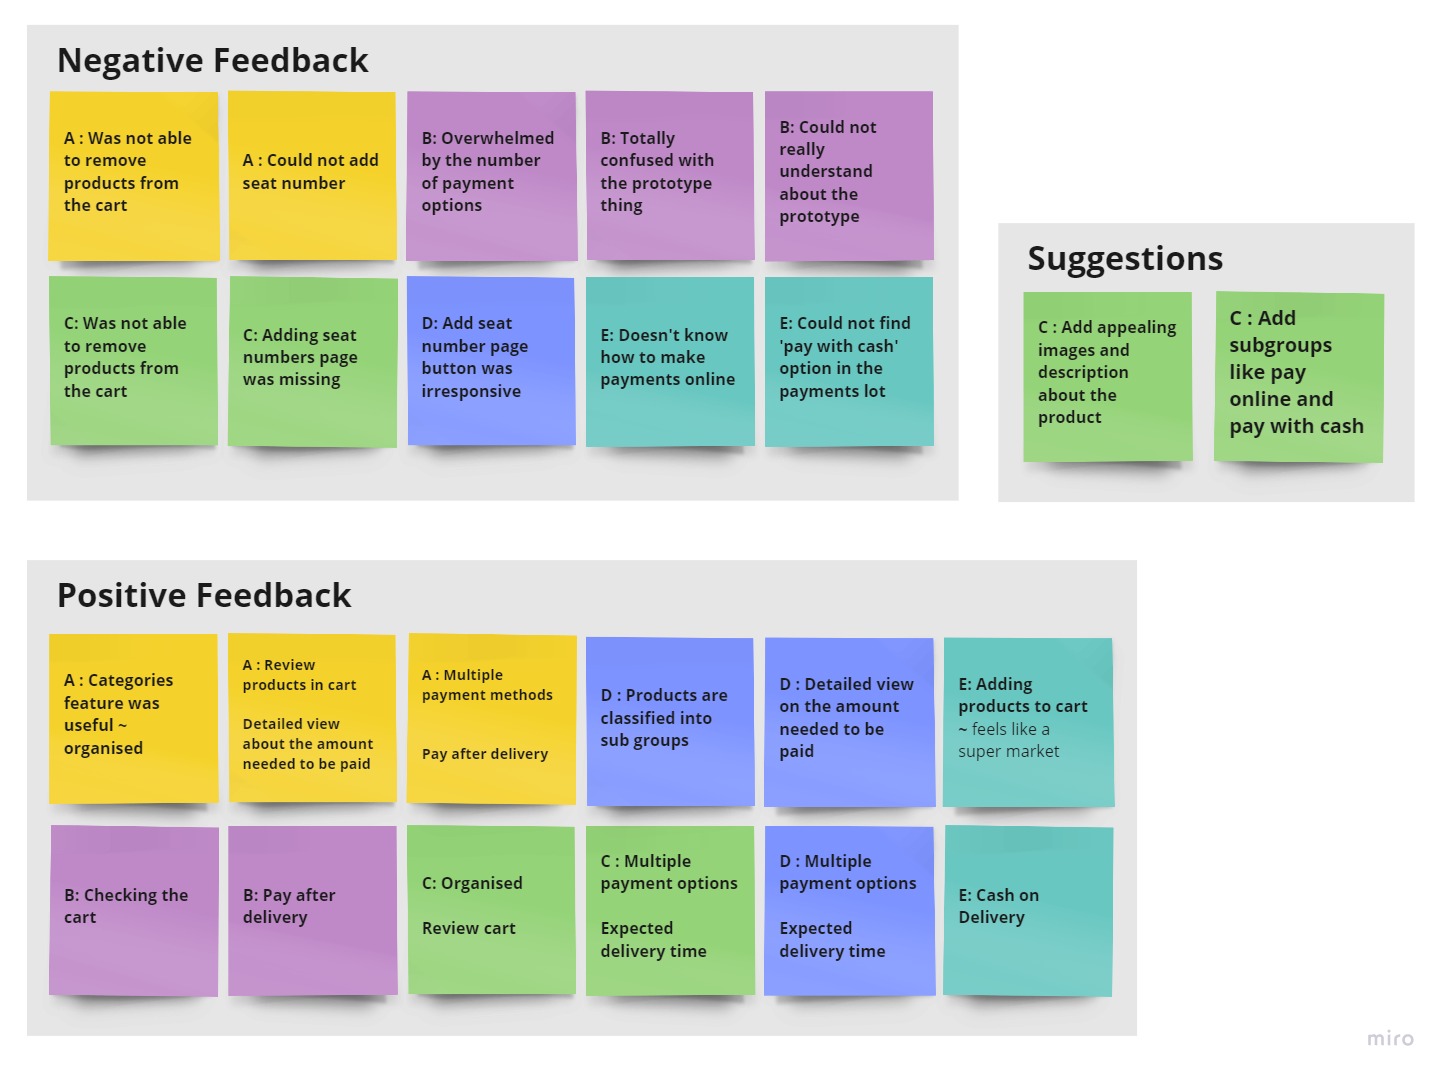 Negative Feedback
A : Was not able
to remove
products from
the cart
A : Could not add
seat number
B: Overwhelmed
by the number
of payment
options
B: Totally
confused with
the prototype
thing
B: Could not
really
understand
about the
prototype
C: Was not able
to remove
products from
the cart
C: Adding seat
numbers page
was missing
D: Add seat
number page
button was
irresponsive
E: Doesn't know
how to make
payments online
E: Could not find
'pay with cash'
option in the
payments lot
Suggestions
C : Add appealing
images and
description
about the
product
C : Add
subgroups
like pay
online and
pay with cash
Positive Feedback
A : Categories
feature was
useful ~
organised
A : Review
products in cart
Detailed view
about the amount
needed to be paid
A : Multiple
payment methods
Pay after delivery
D : Products are
classified into
sub groups
D : Detailed view
on the amount
needed to be
paid
E: Adding
products to cart
~ feels like a
super market
B: Checking the
cart
B: Pay after
delivery
C: Organised
Review cart
C : Multiple
payment options
Expected
delivery time
D : Multiple
payment options
Expected
delivery time
E: Cash on
Delivery
miro